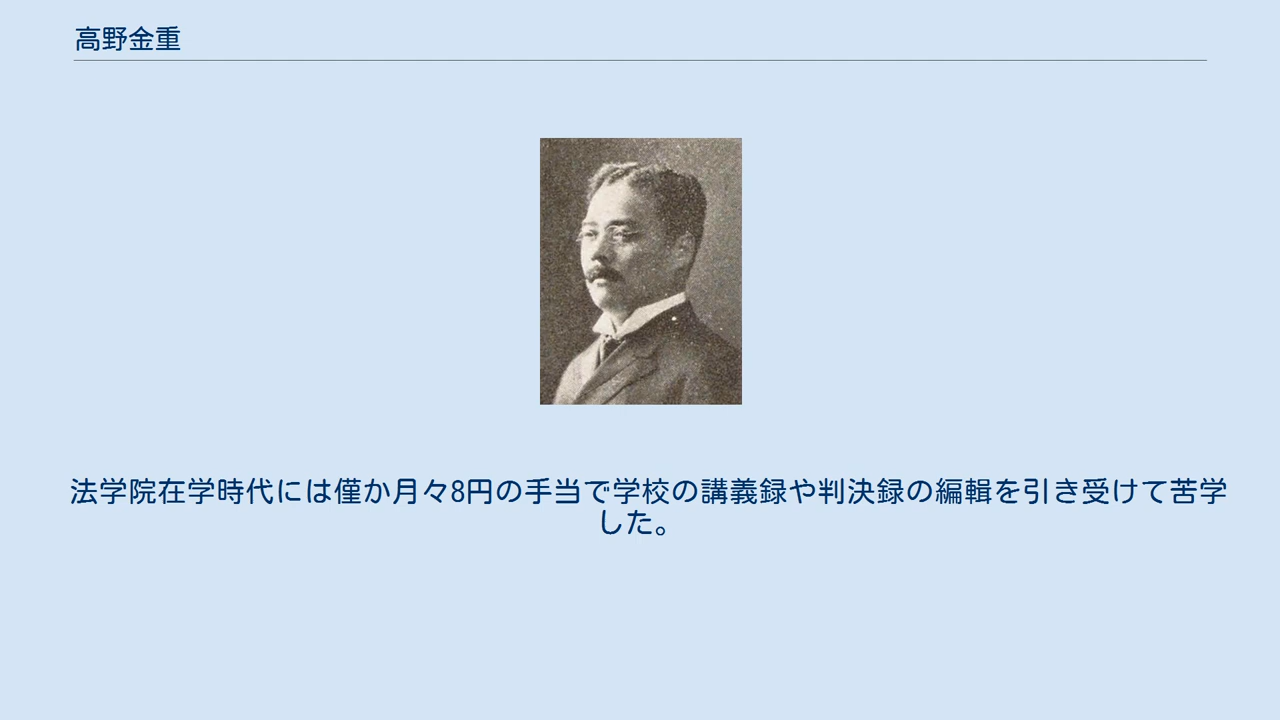 高野金重
法学院在学時代には僅か月々8円の手当で学校の講義録や判決録の編輯を引き受けて苦学
した。